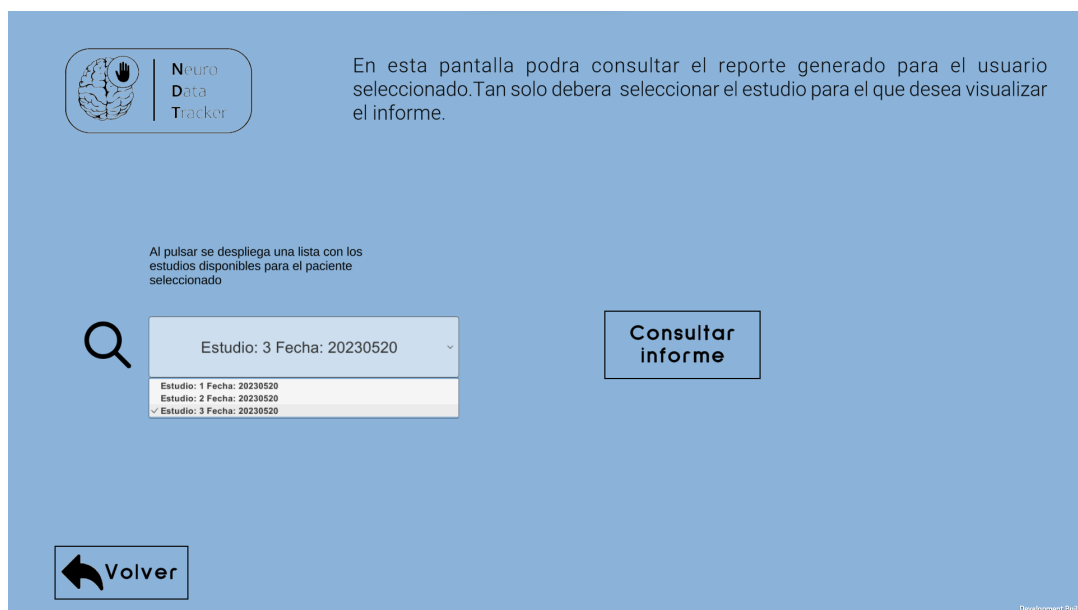 Neuro
Data
Tracker
En esta pantalla podra consultar el reporte generado para el usuario
seleccionado.Tan solo debera seleccionar el estudio para el que desea visualizar
el informe.
Al pulsar se despliega una lista con los
estudios disponibles para el paciente
seleccionado
Estudio: 3 Fecha: 20230520
Estudio: 1 Fecha: 20230520
Estudio: 2 Fecha: 20230520
Estudio: 3 Fecha: 20230520
Consultar
informe
Volver
Development